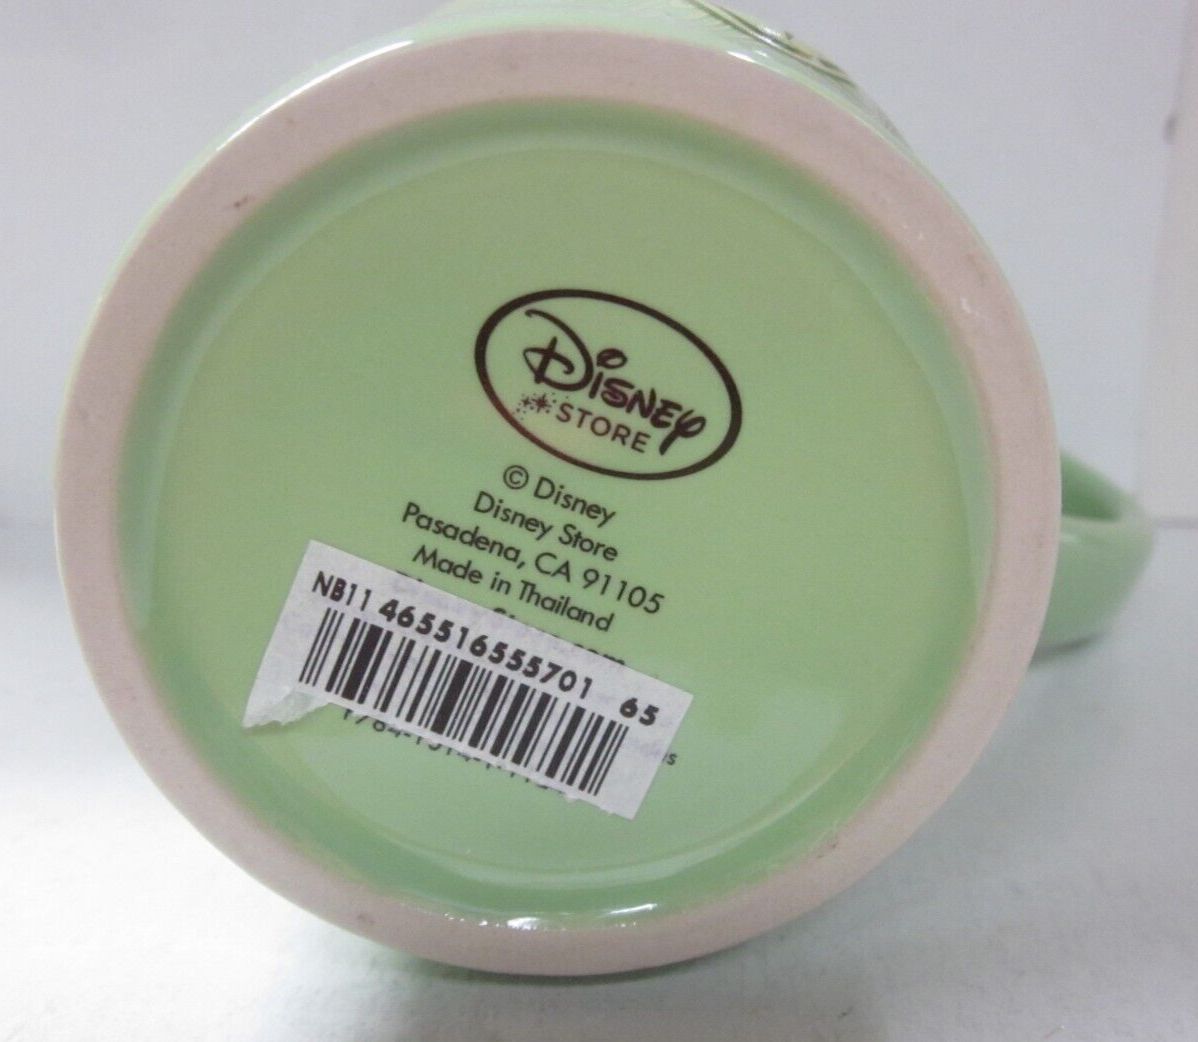 Disney
STORE
© Disney
Disney Store
Pasadena, CA 91105
Made in Thailand
NB11 465516555701 65